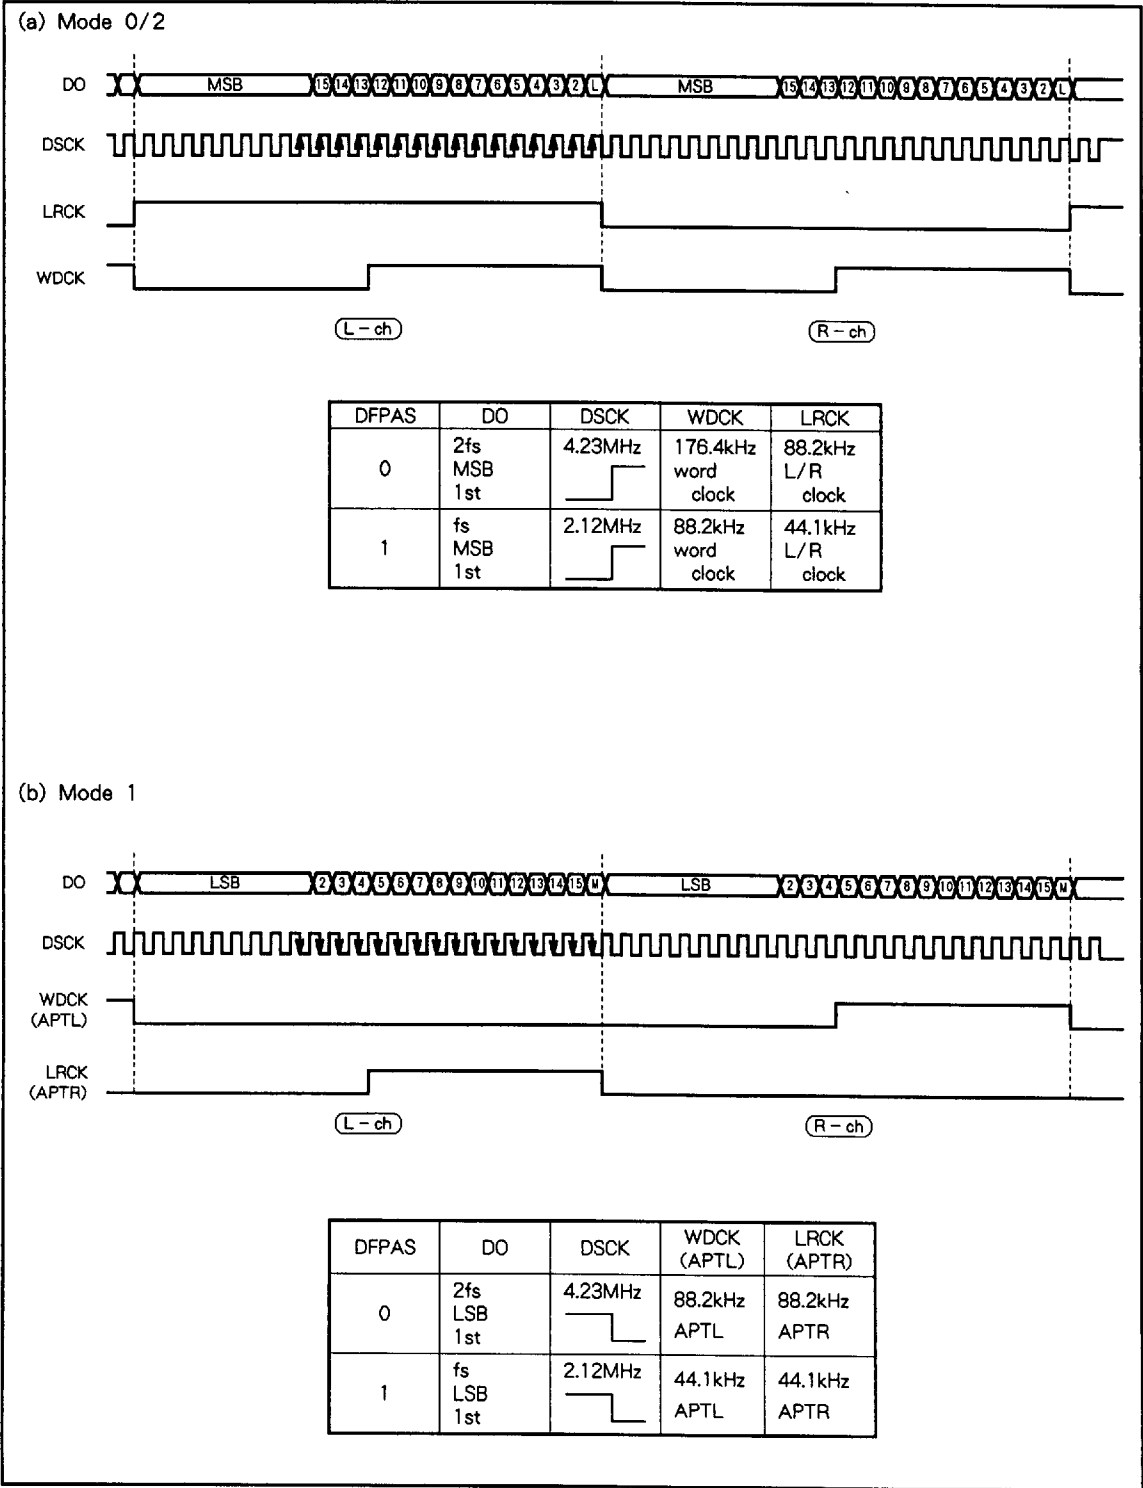 (a) Mode 0/2
DO MSB 15 14 13 12 11 10 9 8 7 6 5 4 3 2 L MSB 15 14 13 12 11 10 9 8 7 6 5 4 3 2 L
DSCK
LRCK
WDCK
L-ch R-ch
DFPAS DO DSCK WDCK LRCK
0 2fs MSB 1st 4.23MHz 176.4kHz word clock 88.2kHz L/R clock
1 fs MSB 1st 2.12MHz 88.2kHz word clock 44.1kHz L/R clock
(b) Mode 1
DO LSB 2 3 4 5 6 7 8 9 10 11 12 13 14 15 M LSB 2 3 4 5 6 7 8 9 10 11 12 13 14 15 M
DSCK
WDCK
(APTL)
LRCK
(APTR)
L-ch R-ch
DFPAS DO DSCK WDCK (APTL) LRCK (APTR)
0 2fs LSB 1st 4.23MHz 88.2kHz APTL 88.2kHz APTR
1 fs LSB 1st 2.12MHz 44.1kHz APTL 44.1kHz APTR